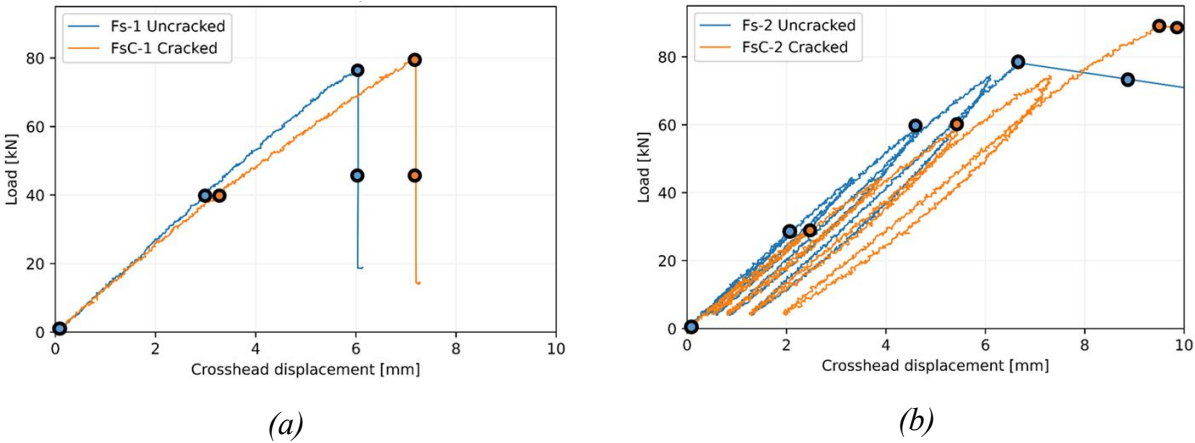 Fs-1 Uncracked
FsC-1 Cracked
80
60
40
20
0
Load [kN]
0 2 4 6 8 10
Crosshead displacement [mm]
(a)
Fs-2 Uncracked
FsC-2 Cracked
80
60
40
20
0
Load [kN]
0 2 4 6 8 10
Crosshead displacement [mm]
(b)